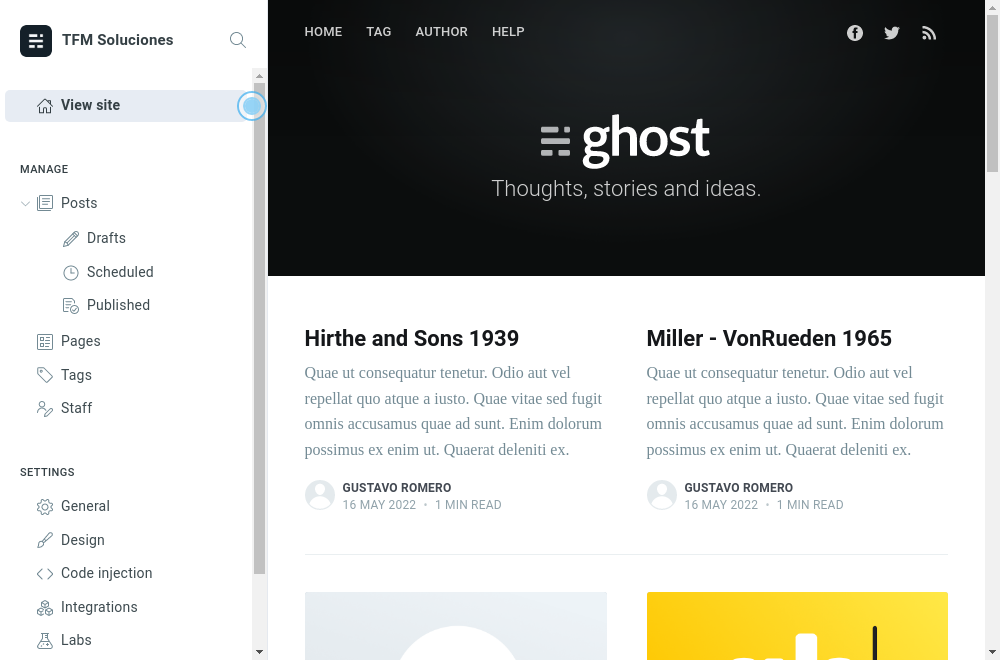 TFM Soluciones
View site
MANAGE
Posts
Drafts
Scheduled
Published
Pages
Tags
Staff
SETTINGS
General
Design
Code injection
Integrations
Labs
HOME TAG AUTHOR HELP
ghost
Thoughts, stories and ideas.
Hirthe and Sons 1939
Quae ut consequatur tenetur. Odio aut vel
repellat quo atque a iusto. Quae vitae sed fugit
omnis accusamus quae ad sunt. Enim dolorum
possimus ex enim ut. Quaerat deleniti ex.
GUSTAVO ROMERO
16 MAY 2022 • 1 MIN READ
Miller - VonRueden 1965
Quae ut consequatur tenetur. Odio aut vel
repellat quo atque a iusto. Quae vitae sed fugit
omnis accusamus quae ad sunt. Enim dolorum
possimus ex enim ut. Quaerat deleniti ex.
GUSTAVO ROMERO
16 MAY 2022 • 1 MIN READ